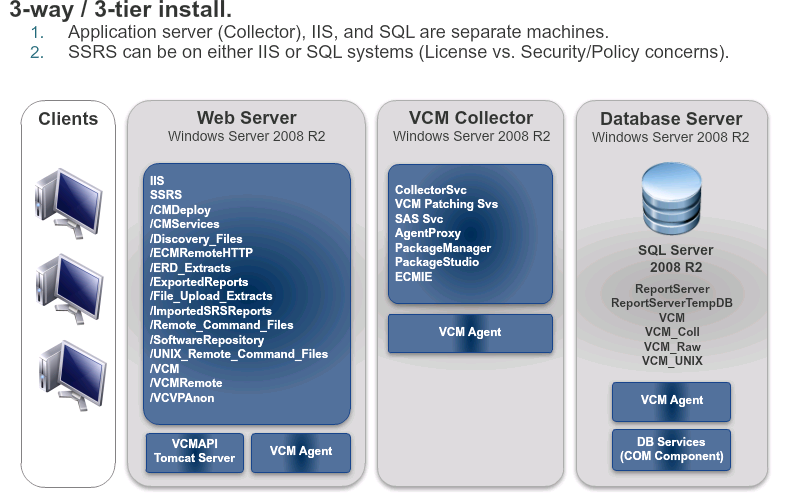 3-way / 3-tier install.
1. Application server (Collector), IIS, and SQL are separate machines.
2. SSRS can be on either IIS or SQL systems (License vs. Security/Policy concerns).
Clients
Web Server
Windows Server 2008 R2
IIS
SSRS
/CMDeploy
/CMServices
/Discovery_Files
/ECMRemoteHTTP
/ERD_Extracts
/ExportedReports
/File_Upload_Extracts
/ImportedSRSReports
/Remote_Command_Files
/SoftwareRepository
/UNIX_Remote_Command_Files
/VCM
/VCMRemote
/VCVPAnon
VCMAPI
Tomcat Server
VCM Agent
VCM Collector
Windows Server 2008 R2
CollectorSvc
VCM Patching Svs
SAS Svc
AgentProxy
PackageManager
PackageStudio
ECMIE
VCM Agent
Database Server
Windows Server 2008 R2
SQL Server
2008 R2
ReportServer
ReportServerTempDB
VCM
VCM_Coll
VCM_Raw
VCM_UNIX
VCM Agent
DB Services
(COM Component)